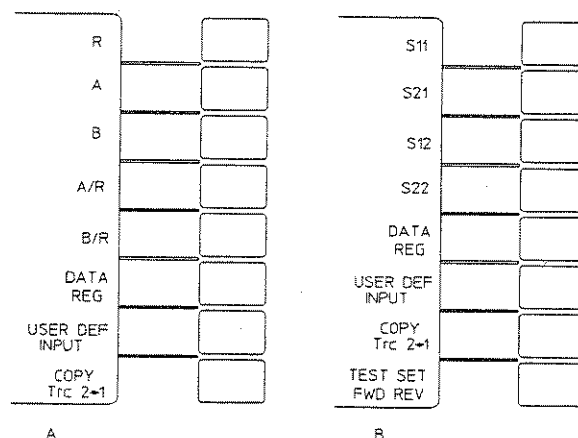 R
A
B
A/R
B/R
DATA
REG
USER DEF
INPUT
COPY
Trc 2→1
A
S11
S21
S12
S22
DATA
REG
USER DEF
INPUT
COPY
Trc 2→1
TEST SET
FWD REV
B